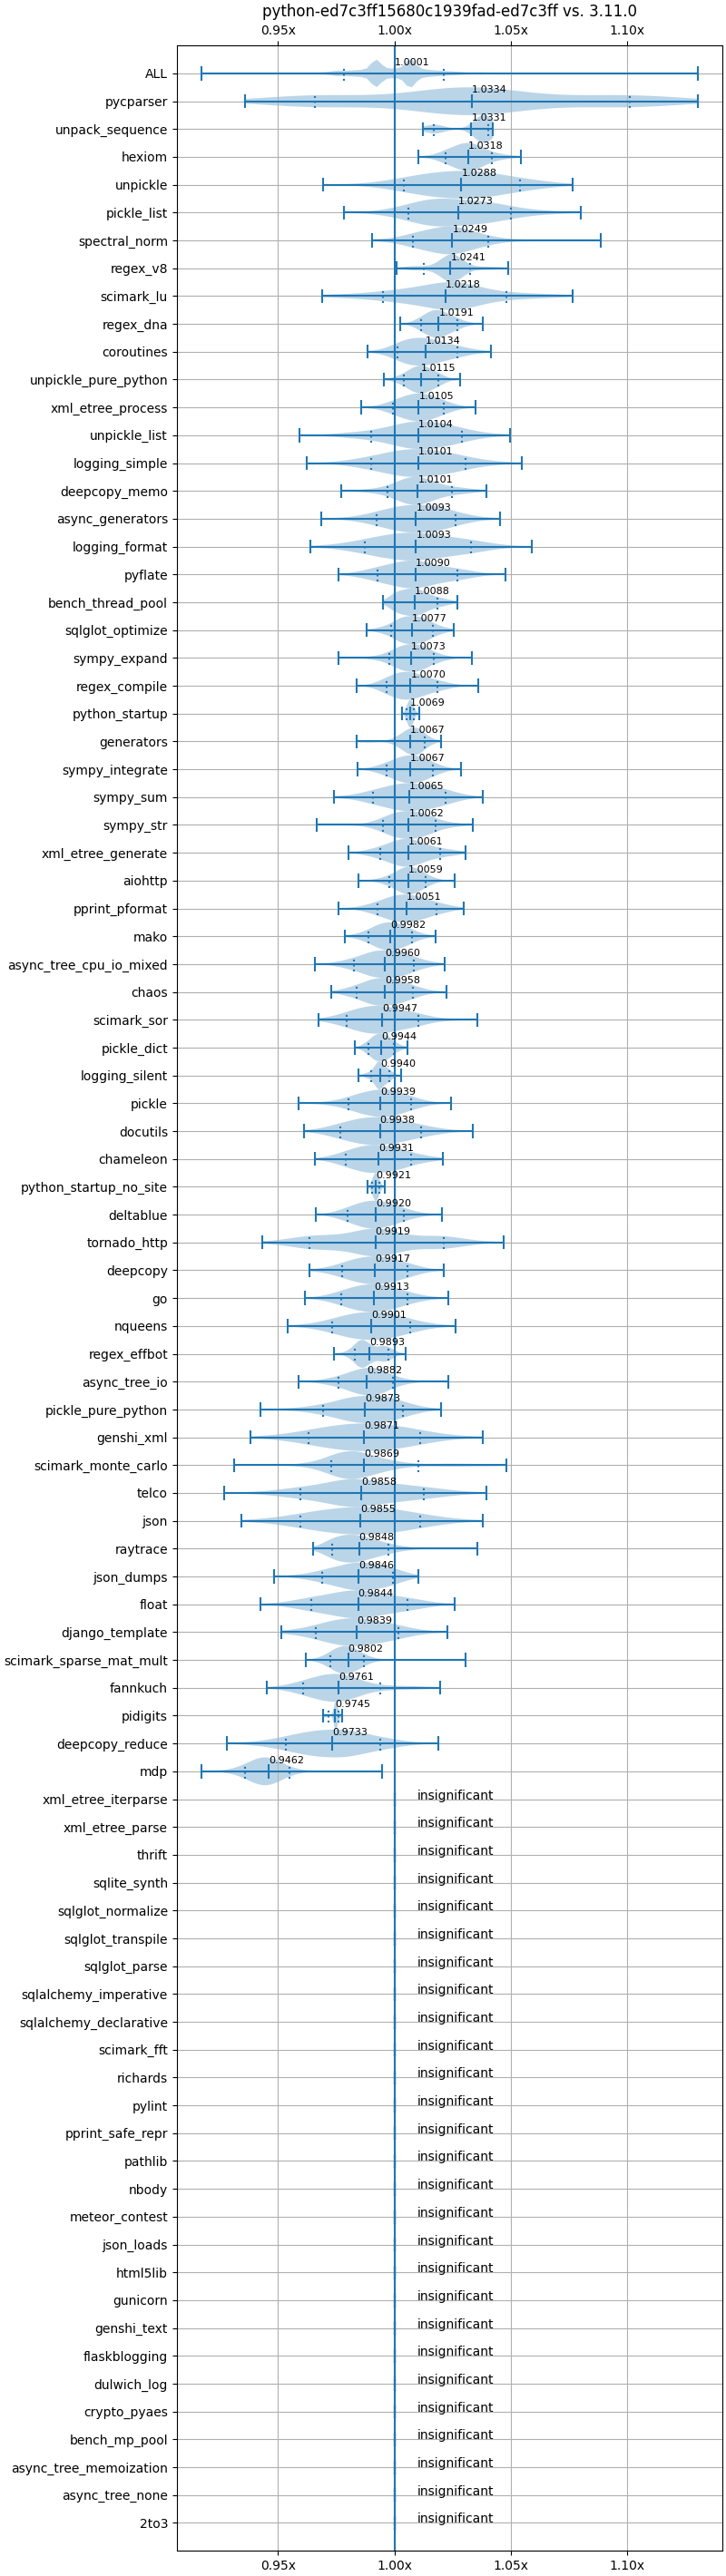 python-ed7c3ff15680c1939fad-ed7c3ff vs. 3.11.0
0.95x 1.00x 1.05x 1.10x
ALL 1.0001
pycparser 1.0334
unpack_sequence 1.0331
hexiom 1.0318
unpickle 1.0288
pickle_list 1.0273
spectral_norm 1.0249
regex_v8 1.0241
scimark_lu 1.0218
regex_dna 1.0191
coroutines 1.0134
unpickle_pure_python 1.0115
xml_etree_process 1.0105
unpickle_list 1.0104
logging_simple 1.0101
deepcopy_memo 1.0101
async_generators 1.0093
logging_format 1.0093
pyflate 1.0090
bench_thread_pool 1.0088
sqlglot_optimize 1.0077
sympy_expand 1.0073
regex_compile 1.0070
python_startup 1.0069
generators 1.0067
sympy_integrate 1.0067
sympy_sum 1.0065
sympy_str 1.0062
xml_etree_generate 1.0061
aiohttp 1.0059
pprint_pformat 1.0051
mako 0.9982
async_tree_cpu_io_mixed 0.9960
chaos 0.9958
scimark_sor 0.9947
pickle_dict 0.9944
logging_silent 0.9940
pickle 0.9939
docutils 0.9938
chameleon 0.9931
python_startup_no_site 0.9921
deltablue 0.9920
tornado_http 0.9919
deepcopy 0.9917
go 0.9913
nqueens 0.9901
regex_effbot 0.9893
async_tree_io 0.9882
pickle_pure_python 0.9873
genshi_xml 0.9871
scimark_monte_carlo 0.9869
telco 0.9858
json 0.9855
raytrace 0.9848
json_dumps 0.9846
float 0.9844
django_template 0.9839
scimark_sparse_mat_mult 0.9802
fannkuch 0.9761
pidigits 0.9745
deepcopy_reduce 0.9733
mdp 0.9462
xml_etree_iterparse insignificant
xml_etree_parse insignificant
thrift insignificant
sqlite_synth insignificant
sqlglot_normalize insignificant
sqlglot_transpile insignificant
sqlglot_parse insignificant
sqlalchemy_imperative insignificant
sqlalchemy_declarative insignificant
scimark_fft insignificant
richards insignificant
pylint insignificant
pprint_safe_repr insignificant
pathlib insignificant
nbody insignificant
meteor_contest insignificant
json_loads insignificant
html5lib insignificant
gunicorn insignificant
genshi_text insignificant
flaskblogging insignificant
dulwich_log insignificant
crypto_pyaes insignificant
bench_mp_pool insignificant
async_tree_memoization insignificant
async_tree_none insignificant
2to3 insignificant
0.95x 1.00x 1.05x 1.10x